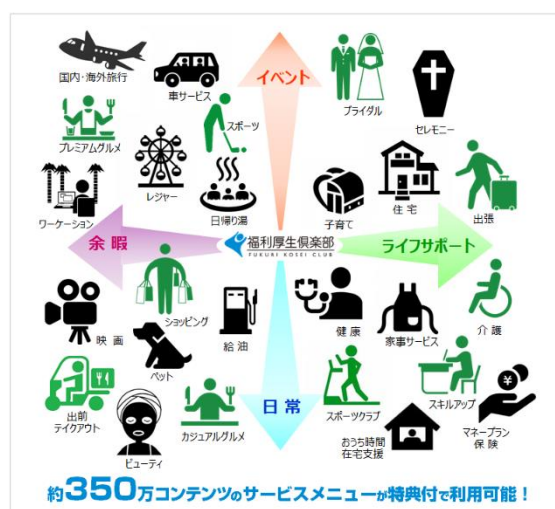 イベント
国内・海外旅行
車サービス
ブライダル
セレモニー
プレミアムグルメ
スポーツ
レジャー
ワーケーション
日帰り湯
子育て
住宅
出張
余暇
福利厚生倶楽部
FUKURI KOSEI CLUB
ライフサポート
映画
ショッピング
給油
健康
家事サービス
介護
ペット
出前
テイクアウト
カジュアルグルメ
日常
スポーツクラブ
スキルアップ
¥
マネープラン
保険
おうち時間
在宅支援
ビューティ
約350万コンテンツのサービスメニューが特典付で利用可能!